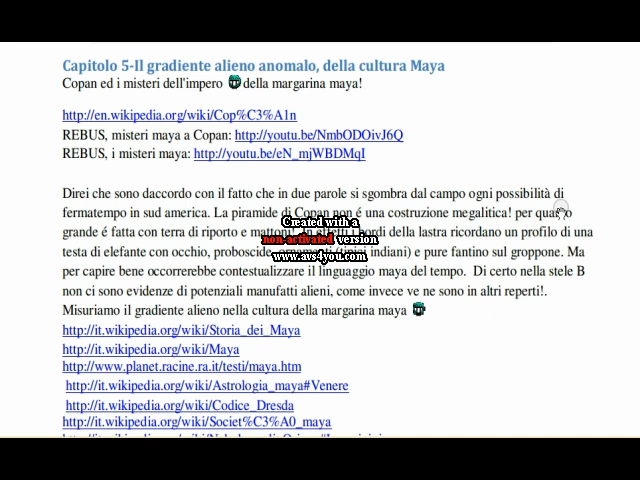 Capitolo 5-Il gradiente alieno anomalo, della cultura Maya
Copan ed i misteri dell'impero della margarina maya!
http://en.wikipedia.org/wiki/Cop%C3%A1n
REBUS, misteri maya a Copan: http://youtu.be/NmbODOivJ6Q
REBUS, i misteri maya: http://youtu.be/eN_mjWBDMqI
Direi che sono daccordo con il fatto che in due parole si sgombra dal campo ogni possibilità di
fermatempo in sud america. La piramide di Copan non é una costruzione megalitica! per quanto
grande é fatta con terra di riporto e mattoni! In effetti i bordi della lastra ricordano un profilo di una
testa di elefante con occhio, proboscide, ornamenti (tipici indiani) e pure fantino sul groppone. Ma
per capire bene occorrerebbe contestualizzare il linguaggio maya del tempo. Di certo nella stele B
non ci sono evidenze di potenziali manufatti alieni, come invece ve ne sono in altri reperti!.
Misuriamo il gradiente alieno nella cultura della margarina maya
http://it.wikipedia.org/wiki/Storia_dei_Maya
http://it.wikipedia.org/wiki/Maya
http://www.planet.racine.ra.it/testi/maya.htm
http://it.wikipedia.org/wiki/Astrologia_maya#Venere
http://it.wikipedia.org/wiki/Codice_Dresda
http://it.wikipedia.org/wiki/Societ%C3%A0_maya
Created with a
non-activated version
www.avs4you.com